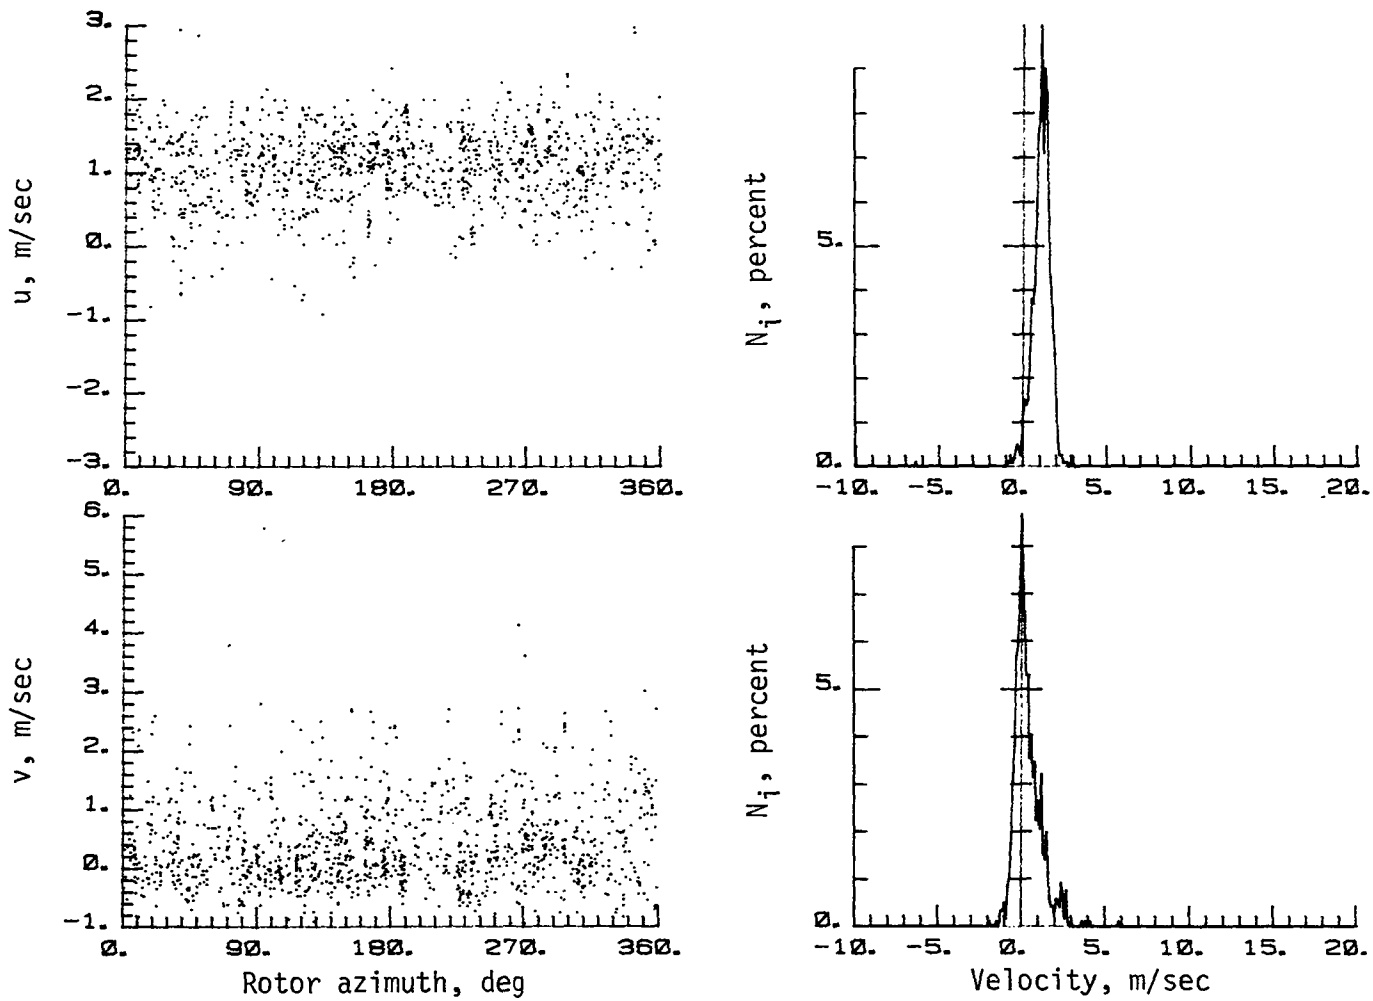 3.
2.
1.
0.
-1.
-2.
-3.
u, m/sec
0. 90. 180. 270. 360.
5.
0.
N_i, percent
-10. -5. 0. 5. 10. 15. 20.
6.
5.
4.
3.
2.
1.
0.
-1.
v, m/sec
0. 90. 180. 270. 360.
Rotor azimuth, deg
5.
0.
N_i, percent
-10. -5. 0. 5. 10. 15. 20.
Velocity, m/sec